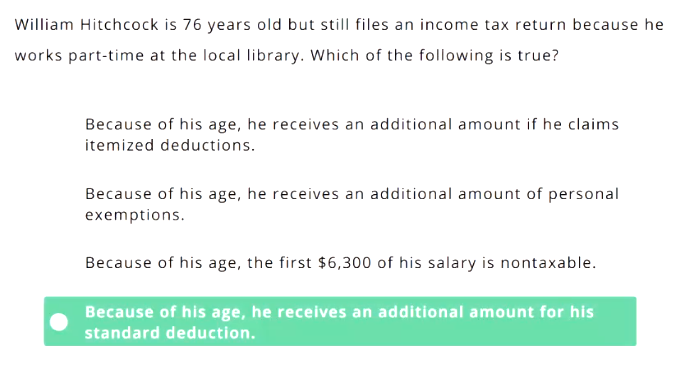 William Hitchcock is 76 years old but still files an income tax return because he
works part-time at the local library. Which of the following is true?
Because of his age, he receives an additional amount if he claims
itemized deductions.
Because of his age, he receives an additional amount of personal
exemptions.
Because of his age, the first $6,300 of his salary is nontaxable.
Because of his age, he receives an additional amount for his
standard deduction.